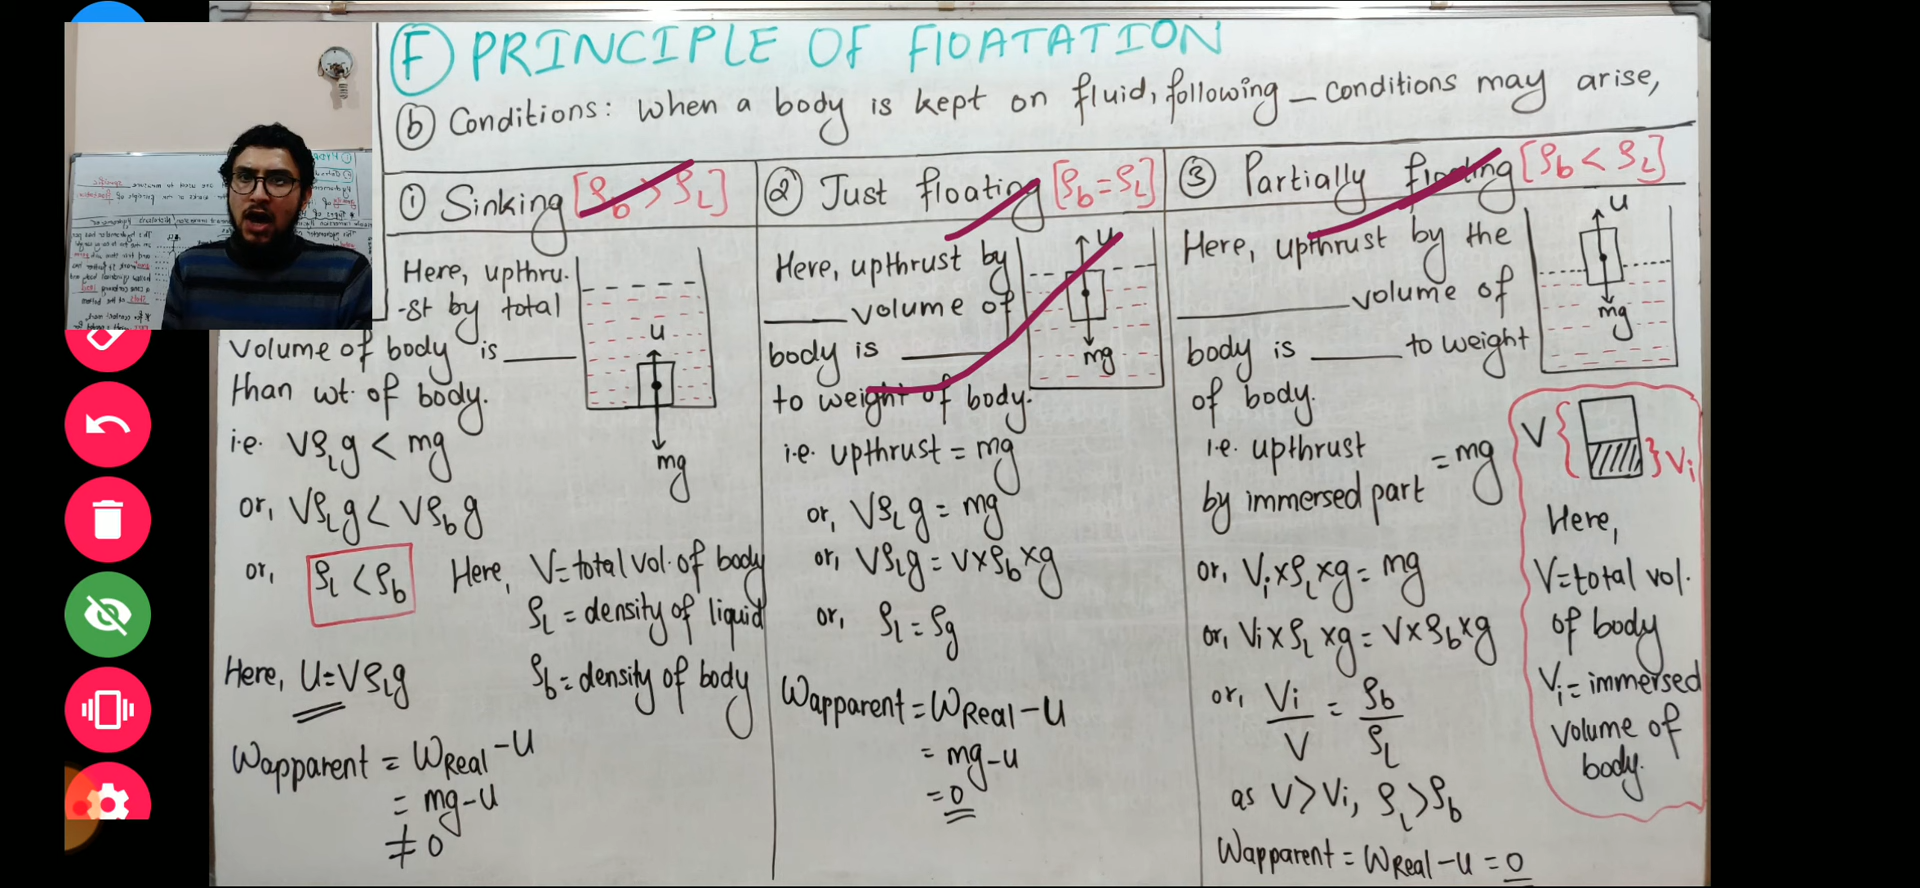 Ⓕ PRINCIPLE OF FlOATATION
ⓑ Conditions: when a body is kept on fluid, following _ conditions may arise,
① Sinking [ρb > ρL]
Here, upthru-
-st by total
volume of body is ____
than wt. of body.
i.e. VρLg < mg
or, VρLg < Vρbg
or, ρL < ρb
Here, V = total vol. of body
ρL = density of liquid
ρb = density of body
Here, U = VρLg
Wapparent = WReal - U
= mg - U
≠ 0
U
mg
② Just floating [ρb = ρL]
Here, upthrust by
____ volume of
body is ____
to weight of body.
i.e. upthrust = mg
or, VρLg = mg
or, VρLg = V × ρb × g
or, ρL = ρg
Wapparent = WReal - U
= mg - U
= 0
U
mg
③ Partially floating [ρb < ρL]
Here, upthrust by the
____ volume of
body is ____ to weight
of body.
i.e. upthrust
by immersed part = mg
or, Vi × ρL × g = mg
or, Vi × ρL × g = V × ρb × g
or, Vi/V = ρb/ρL
as V > Vi, ρL > ρb
Wapparent = WReal - U = 0
U
mg
V { } Vi
Here,
V = total vol.
of body
Vi = immersed
volume of
body.